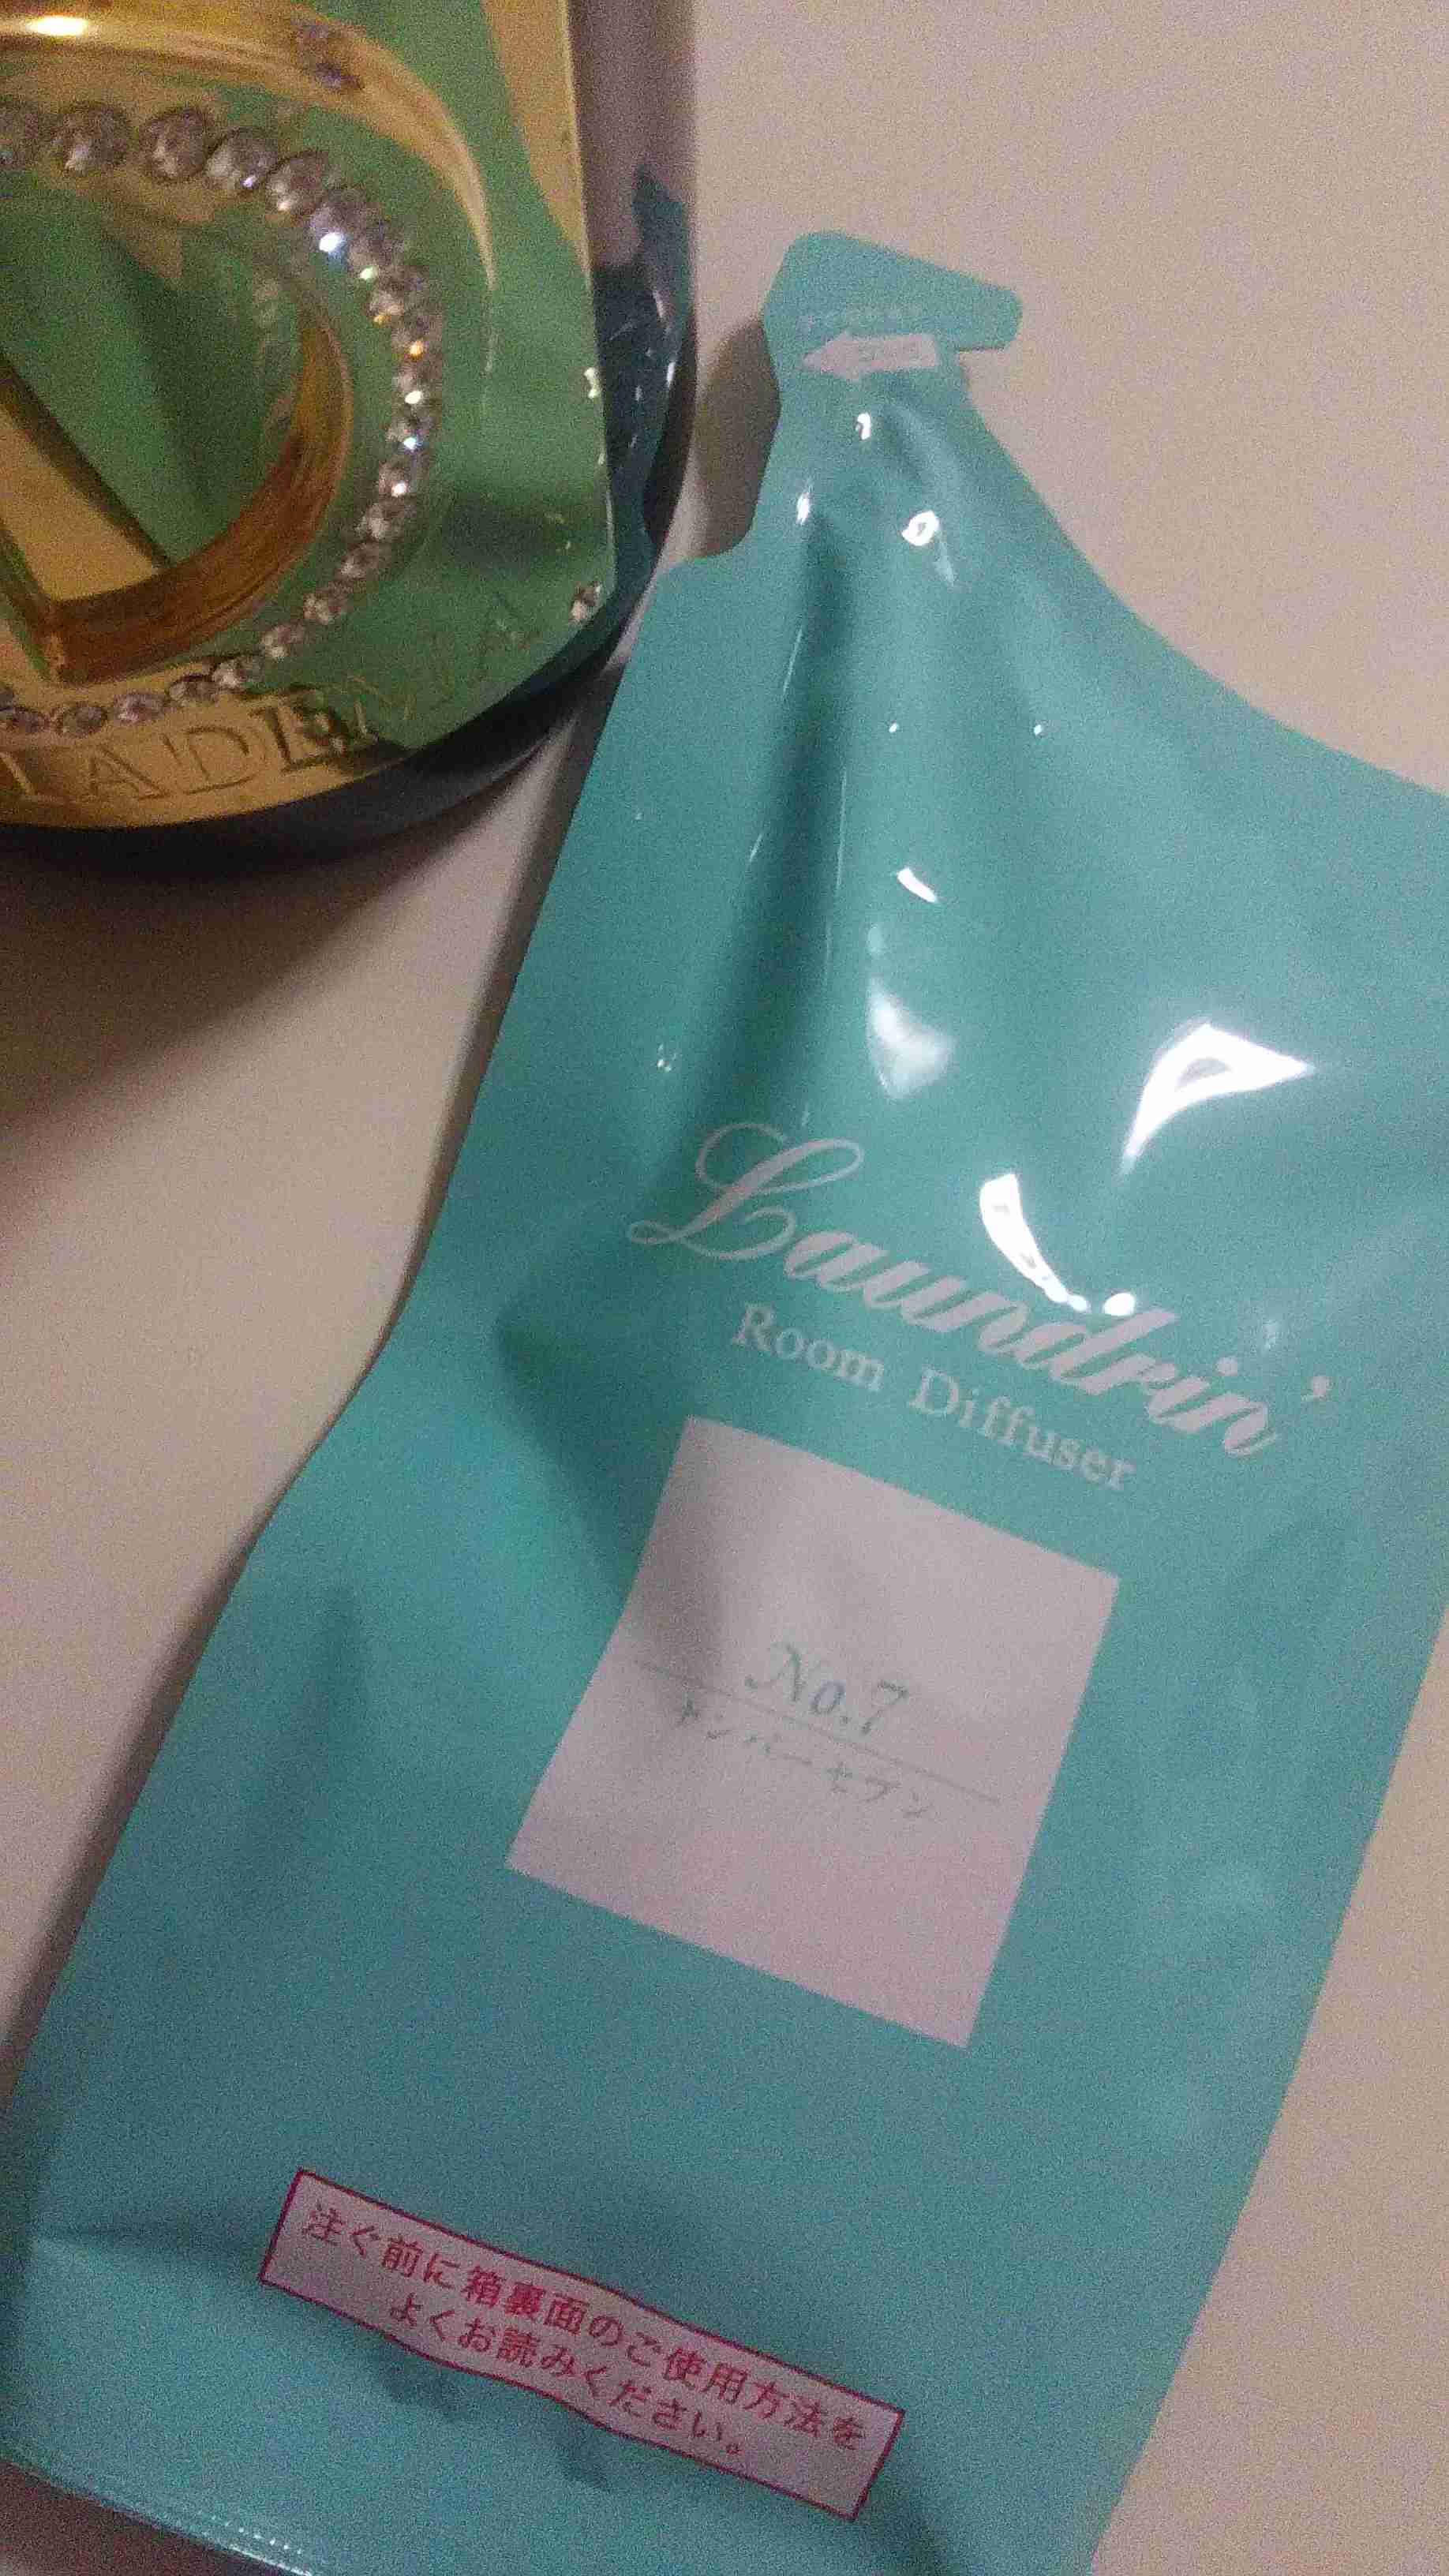 LADEMIAL
Laundrin'
Room Diffuser
No.7
ナンバーセブン
注ぐ前に箱裏面のご使用方法を
よくお読みください。